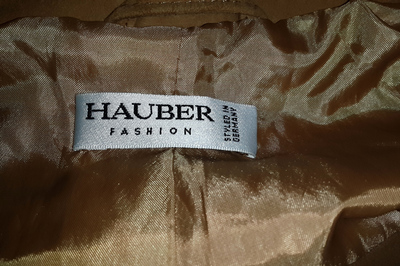 HAUBER
FASHION
STYLED IN
GERMANY